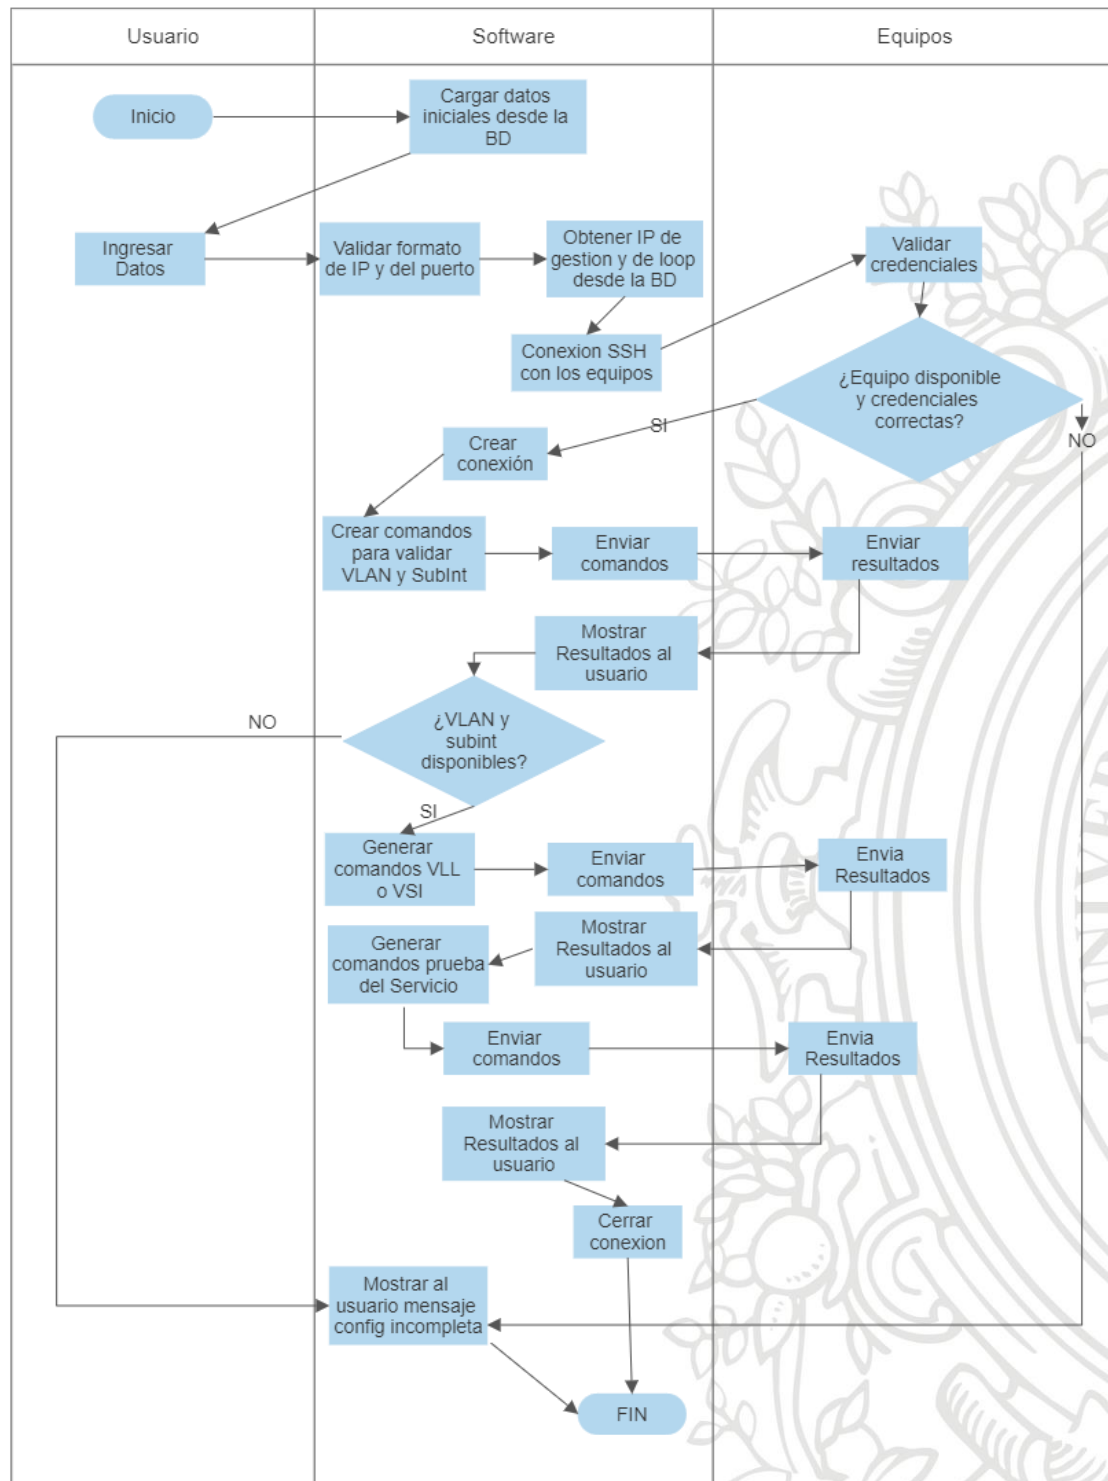 Usuario
Software
Equipos
Inicio
Cargar datos
iniciales desde la
BD
Ingresar
Datos
Validar formato
de IP y del puerto
Obtener IP de
gestion y de loop
desde la BD
Validar
credenciales
Conexion SSH
con los equipos
¿Equipo disponible
y credenciales
correctas?
SI
NO
Crear
conexión
Crear comandos
para validar
VLAN y SubInt
Enviar
comandos
Enviar
resultados
Mostrar
Resultados al
usuario
NO
¿VLAN y
subint
disponibles?
SI
Generar
comandos VLL
o VSI
Enviar
comandos
Envia
Resultados
Mostrar
Resultados al
usuario
Generar
comandos prueba
del Servicio
Enviar
comandos
Envia
Resultados
Mostrar
Resultados al
usuario
Cerrar
conexion
Mostrar al
usuario mensaje
config incompleta
FIN